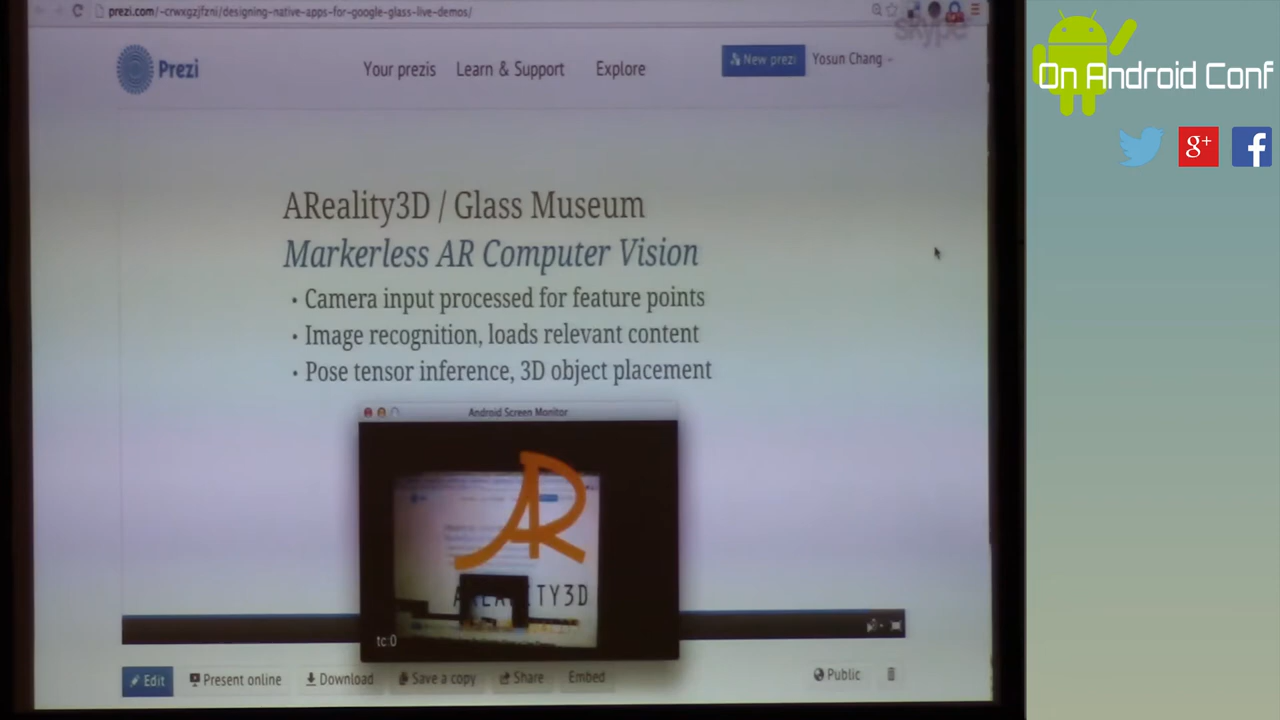 prezi.com/-crwxgzjfzni/designing-native-apps-for-google-glass-live-demos/
skype
On Android Conf
Prezi
Your prezis Learn & Support Explore
New prezi Yosun Chang
g+ f
AReality3D / Glass Museum
Markerless AR Computer Vision
• Camera input processed for feature points
• Image recognition, loads relevant content
• Pose tensor inference, 3D object placement
Android Screen Monitor
AR
tc:0
Edit Present online Download Save a copy Share Embed Public